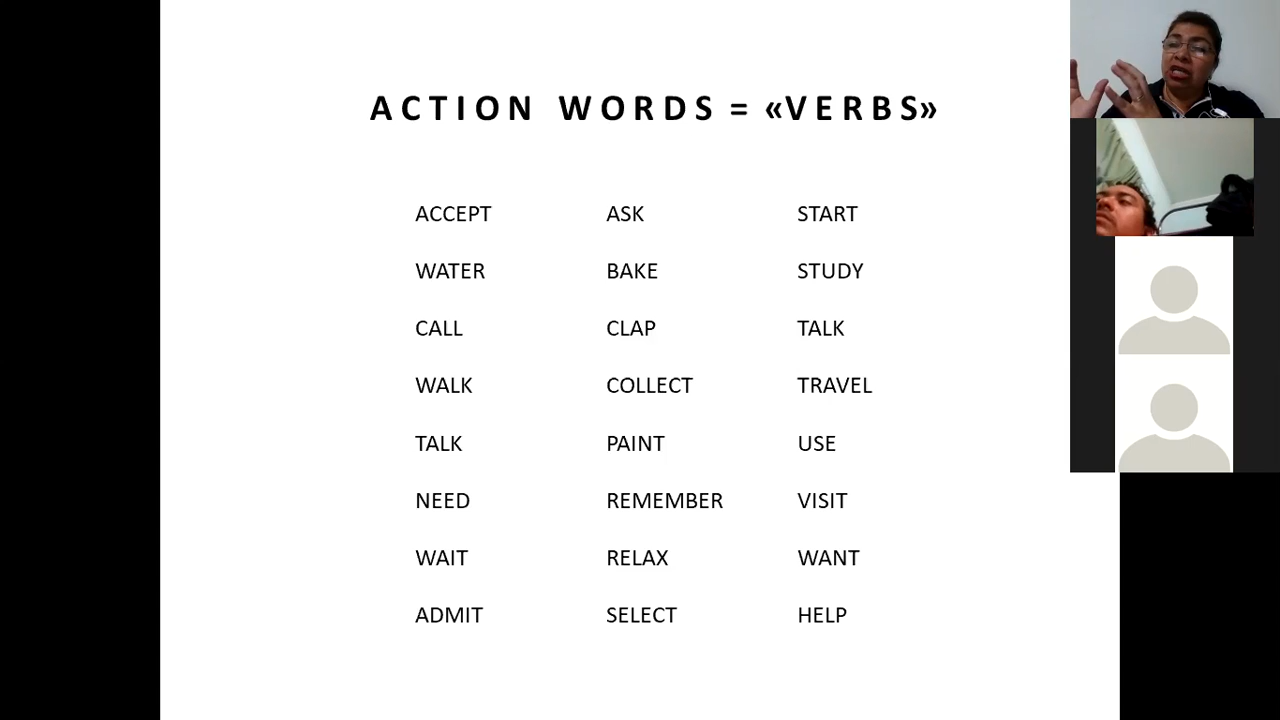 ACTION WORDS = «VERBS»
ACCEPT ASK START
WATER BAKE STUDY
CALL CLAP TALK
WALK COLLECT TRAVEL
TALK PAINT USE
NEED REMEMBER VISIT
WAIT RELAX WANT
ADMIT SELECT HELP